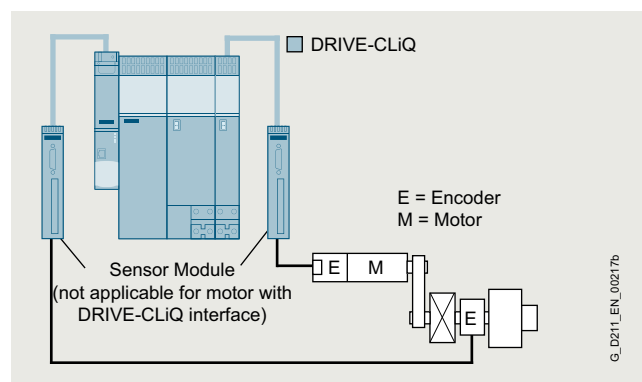 DRIVE-CLiQ
E = Encoder
M = Motor
Sensor Module
(not applicable for motor with
DRIVE-CLiQ interface)
E
M
E
G_D211_EN_00217b